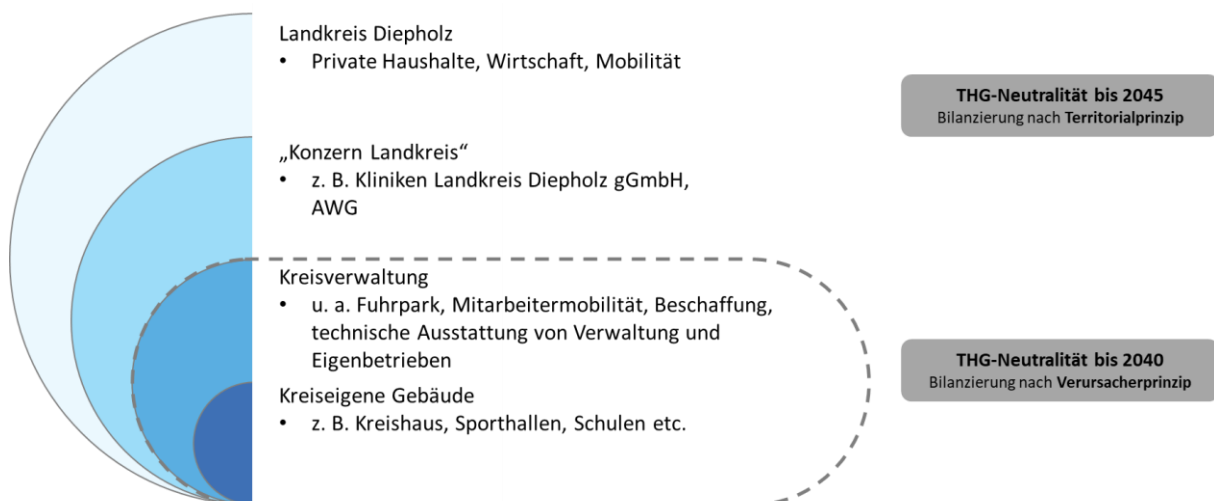 Landkreis Diepholz
• Private Haushalte, Wirtschaft, Mobilität
THG-Neutralität bis 2045
Bilanzierung nach Territorialprinzip
„Konzern Landkreis“
• z. B. Kliniken Landkreis Diepholz gGmbH,
AWG
Kreisverwaltung
• u. a. Fuhrpark, Mitarbeitermobilität, Beschaffung,
technische Ausstattung von Verwaltung und
Eigenbetrieben
THG-Neutralität bis 2040
Bilanzierung nach Verursacherprinzip
Kreiseigene Gebäude
• z. B. Kreishaus, Sporthallen, Schulen etc.